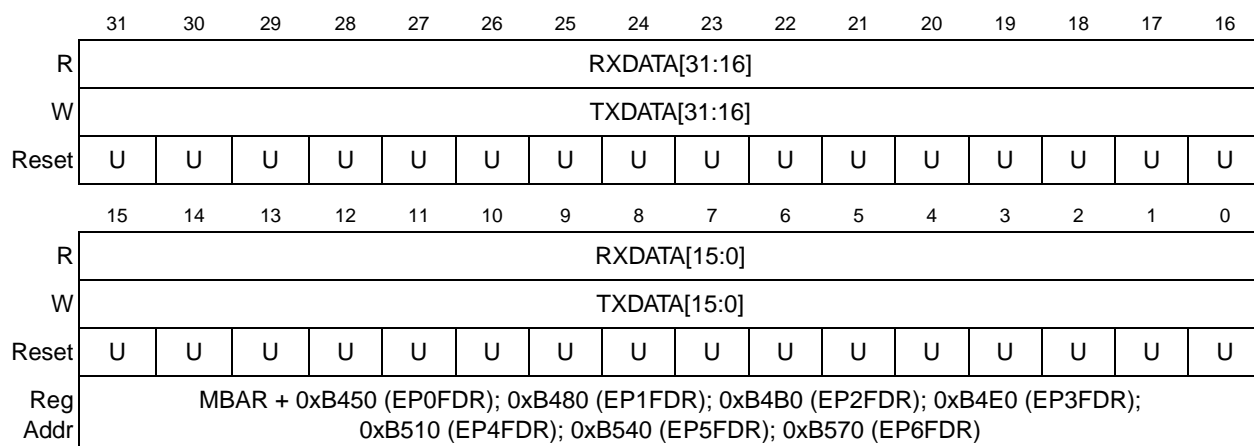 31 30 29 28 27 26 25 24 23 22 21 20 19 18 17 16
R RXDATA[31:16]
W TXDATA[31:16]
Reset U U U U U U U U U U U U U U U U
15 14 13 12 11 10 9 8 7 6 5 4 3 2 1 0
R RXDATA[15:0]
W TXDATA[15:0]
Reset U U U U U U U U U U U U U U U U
Reg MBAR + 0xB450 (EP0FDR); 0xB480 (EP1FDR); 0xB4B0 (EP2FDR); 0xB4E0 (EP3FDR);
Addr 0xB510 (EP4FDR); 0xB540 (EP5FDR); 0xB570 (EP6FDR)